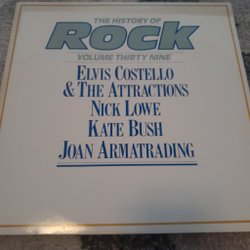 THE HISTORY OF
ROCK
VOLUME THIRTY NINE
ELVIS COSTELLO
& THE ATTRACTIONS
NICK LOWE
KATE BUSH
JOAN ARMATRADING